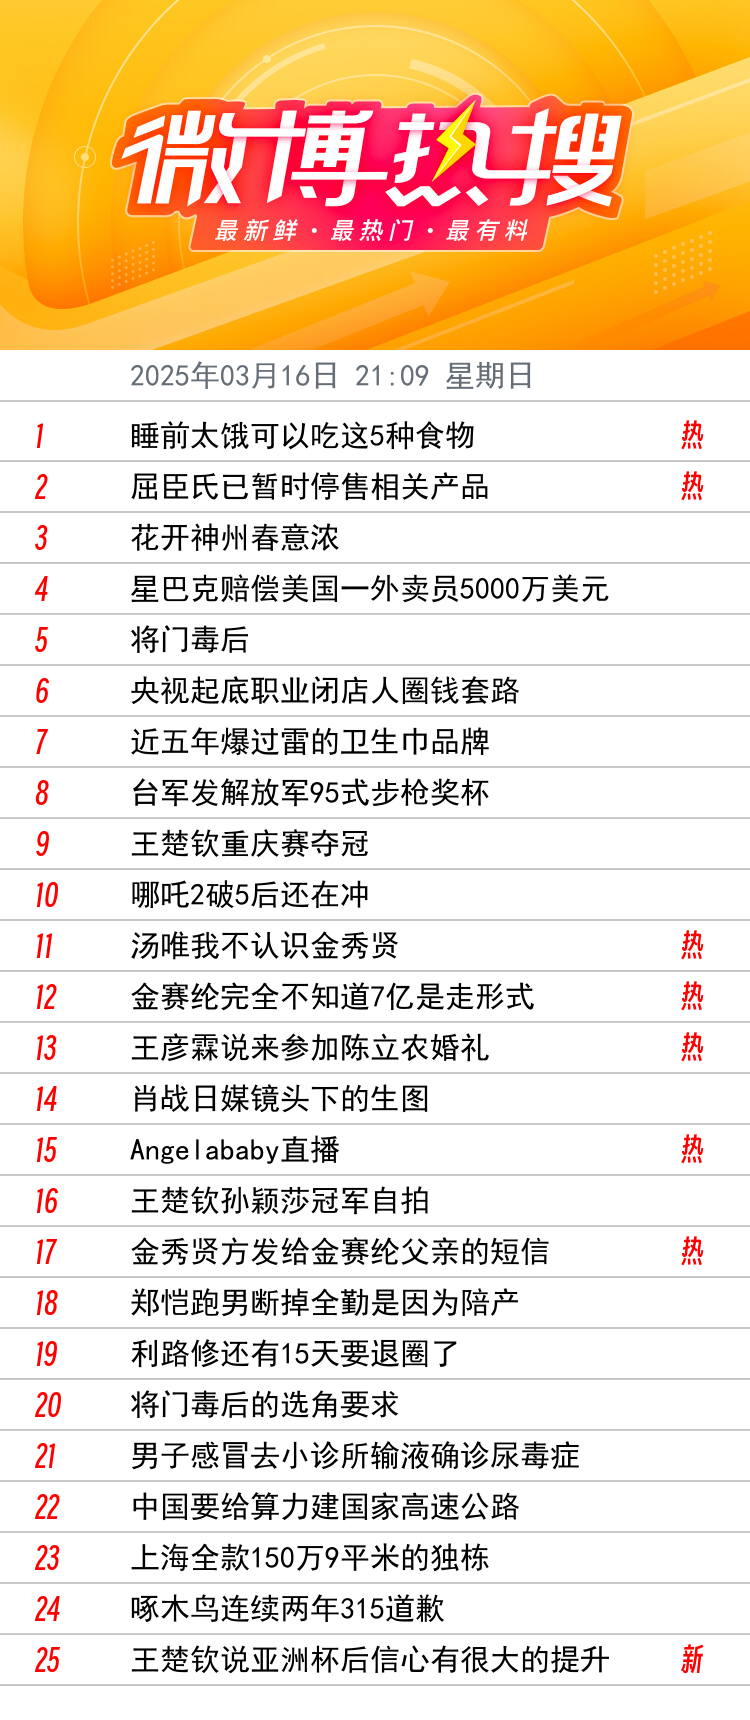 微博热搜
最新鲜·最热门·最有料
2025年03月16日 21:09 星期日
1 睡前太饿可以吃这5种食物 热
2 屈臣氏已暂时停售相关产品 热
3 花开神州春意浓
4 星巴克赔偿美国一外卖员5000万美元
5 将门毒后
6 央视起底职业闭店人圈钱套路
7 近五年爆过雷的卫生巾品牌
8 台军发解放军95式步枪奖杯
9 王楚钦重庆赛夺冠
10 哪吒2破5后还在冲
11 汤唯我不认识金秀贤 热
12 金赛纶完全不知道7亿是走形式 热
13 王彦霖说来参加陈立农婚礼 热
14 肖战日媒镜头下的生图
15 Angelababy直播 热
16 王楚钦孙颖莎冠军自拍
17 金秀贤方发给金赛纶父亲的短信 热
18 郑恺跑男断掉全勤是因为陪产
19 利路修还有15天要退圈了
20 将门毒后的选角要求
21 男子感冒去小诊所输液确诊尿毒症
22 中国要给算力建国家高速公路
23 上海全款150万9平米的独栋
24 啄木鸟连续两年315道歉
25 王楚钦说亚洲杯后信心有很大的提升 新